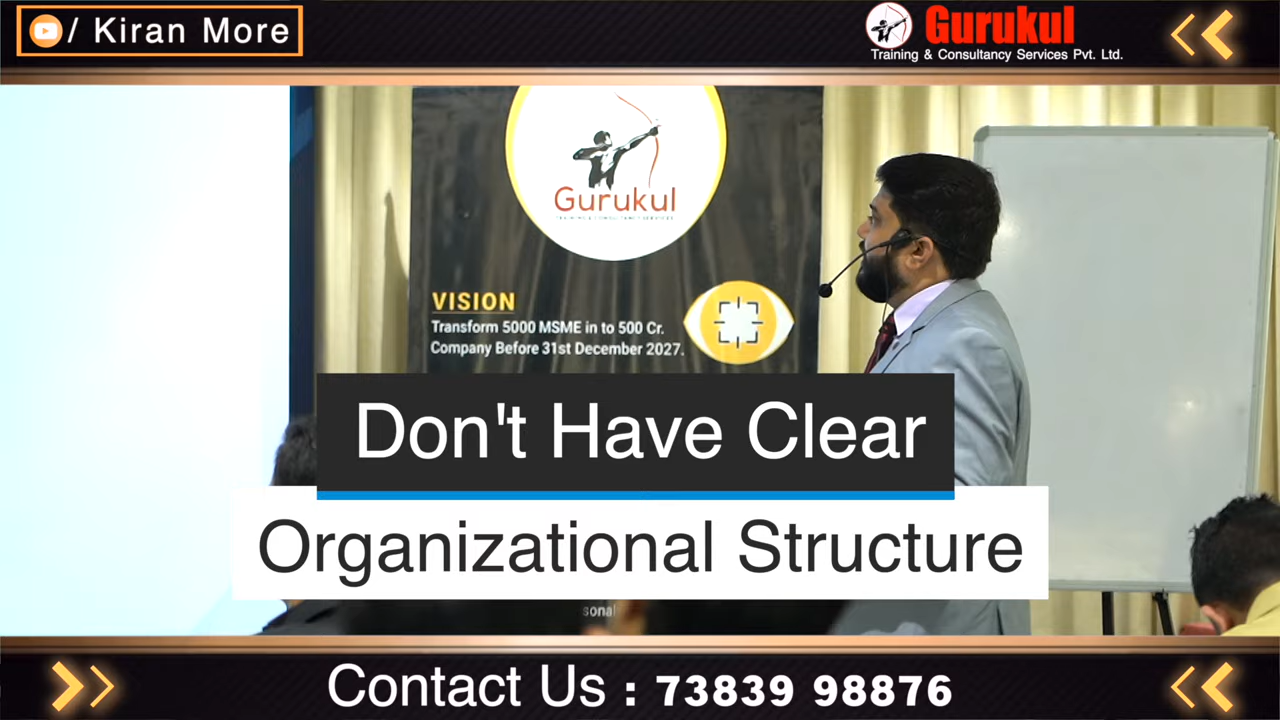 / Kiran More
Gurukul
Training & Consultancy Services Pvt. Ltd.
Gurukul
VISION
Transform 5000 MSME in to 500 Cr.
Company Before 31st December 2027.
Don't Have Clear
Organizational Structure
sonal
Contact Us : 73839 98876